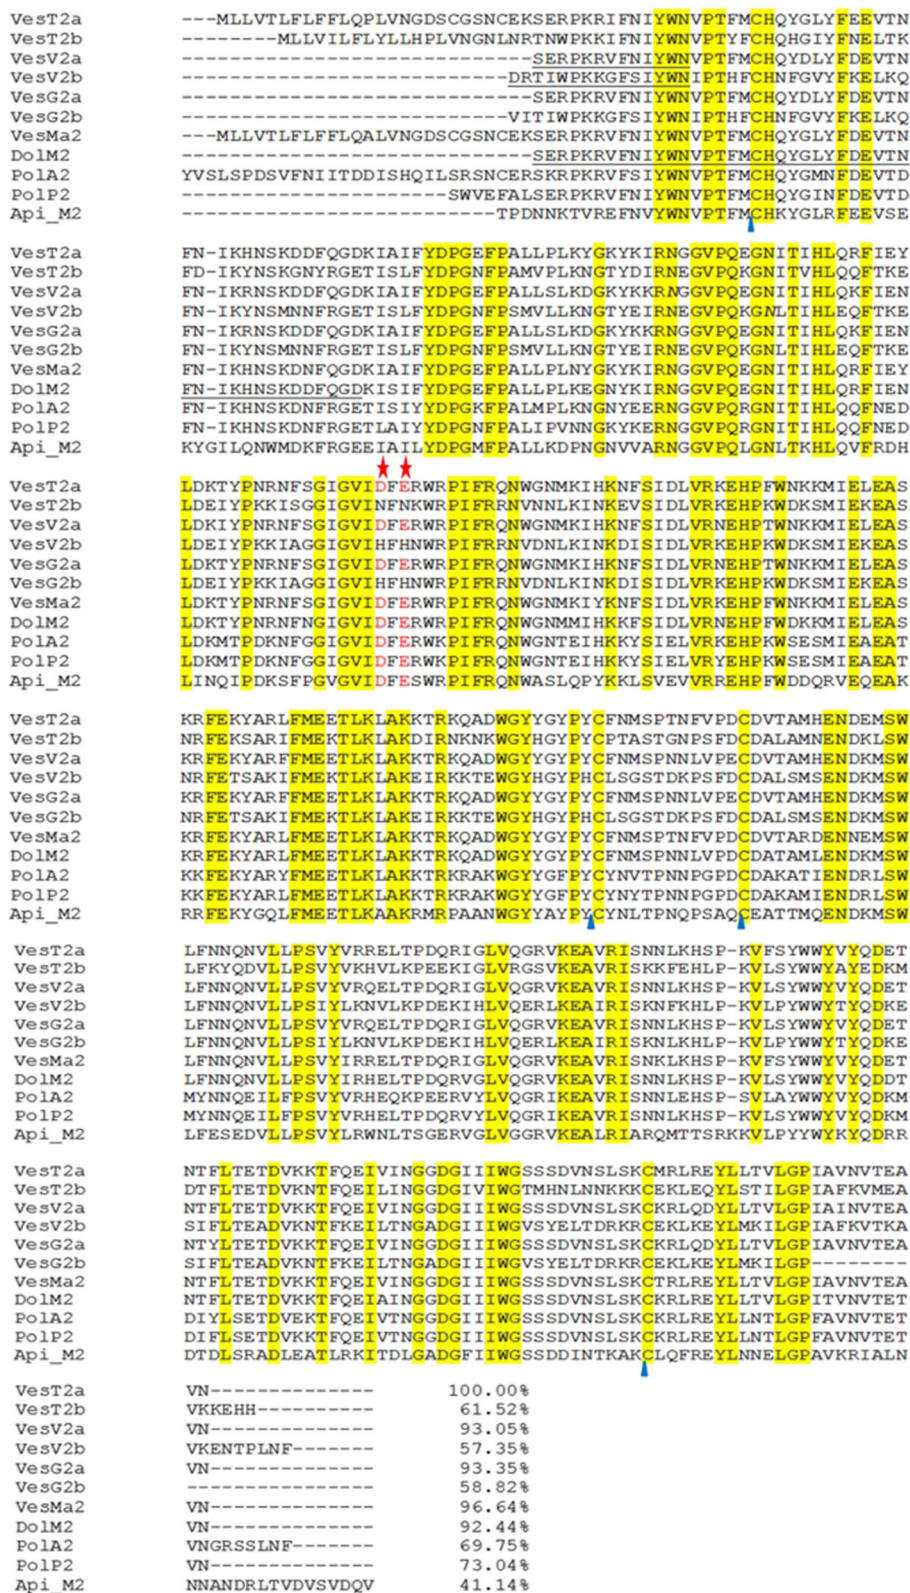 VesT2a ---MLLVTLFLFFLQPLVNGDSCGSNCEKSERPKRIFNIYWNVPTFMCHQYGLYFEEVTN
VesT2b --------MLLVILFLYLLHPLVNGNLNRTNWPKKIFNIYWNVPTYFCHQHGIYFNELTK
VesV2a ------------------------------SERPKRVFNIYWNVPTFMCHQYDLYFDEVTN
VesV2b ----------------------------DRTIWPKKGFSIYWNIPTHFCHNFGVYFKELKQ
VesG2a ------------------------------SERPKRVFNIYWNVPTFMCHQYDLYFDEVTN
VesG2b ----------------------------VITIWPKKGFSIYWNIPTHFCHNFGVYFKELKQ
VesMa2 ---MLLVTLFLFFLQALVNGDSCGSNCEKSERPKRVFNIYWNVPTFMCHQYGLYFDEVTN
DolM2 ------------------------------SERPKRVFNIYWNVPTFMCHQYGLYFDEVTN
PolA2 YVSLSPDSVFNIITDDISHQILSRSNCERSKRPKRVFSIYWNVPTFMCHQYGMNFDEVTD
PolP2 -----------------------SWVEFALSERPKRVFNIYWNVPTFMCHQYGINFDEVTD
Api_M2 ---------------------------TPDNNKTVREFNVYWNVPTFMCHKYGLRFEEVSE
VesT2a FN-IKHNSKDDFQGDKIAIFYDPGEFPALLPLKYGKYKIRNGGVPQEGNITIHLQRFIEY
VesT2b FD-IKYNSKGNYRGETISLFYDPGNFPAMVPLKNGTYDIRNEGVPQKGNITVHLQQFTKE
VesV2a FN-IKRNSKDDFQGDKIAIFYDPGEFPALLSLKDGKYKKRNGGVPQEGNITIHLQKFIEN
VesV2b FN-IKYNSMNNFRGETISLFYDPGNFPSMVLLKNGTYEIRNEGVPQKGNLTIHLEQFTKE
VesG2a FN-IKHNSKDDFQGDKIAIFYDPGEFPALLSLKDGKYKKRNGGVPQEGNITIHLQKFIEN
VesG2b FN-IKYNSMNNFRGETISLFYDPGNFPSMVLLKNGTYEIRNEGVPQKGNLTIHLEQFTKE
VesMa2 FN-IKHNSKDDFQGDKIAIFYDPGEFPALLPLNYGKYKIRNGGVPQEGNITIHLQRFIEY
DolM2 FN-IKHNSKDDFQGDKISIFYDPGEFPALLPLKEGNYKIRNGGVPQEGNITIHLQRFIEN
PolA2 FN-IKHNSKDNFRGETISIYYDPGKFPALMPLKNGNYEERNGGVPQRGNITIHLQQFNED
PolP2 FN-IKHNSKDNFRGETLAIYYDPGNFPALIPVNNGKYIKRNGGVPQRGNITIHLQQFNED
Api_M2 KYGILQNWMDKFRGEEIAILYDPGMFPALLKDPNGNVVARNGGVPQLGNLTKHLQVFRDH
VesT2a LDKTYPNRNFSGIGVIDFERWRPIFRQNWGNMKIHKNFSIDLVRKEHPFWNKKMIELEAS
VesT2b LDEIYPKKISGGIGVINFNKWRPIFRRNVNNLKINKEVSIDLVRKEHPKWDKSMIEKEAS
VesV2a LDKTYPNRNFSGIGVIDFERWRPIFRQNWGNMKIHKNFSIDLVRNEHPTWNKKMIELEAS
VesV2b LDEIYPKKIAGGIGVIHFHNWRPIFRRNVDNLKINKDISIDLVRKEHPKWDKSMIEKEAS
VesG2a LDKTYPNRNFSGIGVIDFERWRPIFRQNWGNMKIHKNFSIDLVRNEHPTWNKKMIELEAS
VesG2b LDEIYPKKIAGGIGVIHFHNWRPIFRRNVDNLKINKDISIDLVRKEHPKWDKSMIEKEAS
VesMa2 LDKTYPNRNFSGIGVIDFERWRPIFRQNWGNMKIYKNFSIDLVRKEHPFWNKKMIELEAS
DolM2 LDKTYPNRNFNGIGVIDFERWRPIFRQNWGNMMIHKKFSIDLVRNEHPFWDKKMIELEAS
PolA2 LDKMTPDKNFGGIGVIDFERWKPIFRQNWGNTEIHKKYSIELVRKEHPKWSESMIEAEAT
PolP2 LDKMTPDKNFGGIGVIDFERWKPIFRQNWGNTEIHKKYSIELVRYEHPKWSESMIEAEAT
Api_M2 LINQIPDKSFPGVGVIDFESWRPIFRQNWASLQPYKKLSVEVVRREHPFWDDQRVEQEAK
VesT2a KRFEKYARLFMEETLKLAKKTRKQADWGYYGYPYCFNMSPTNFVPDCDVTAMHENDEMSW
VesT2b NRFEKSARIFMEKTLKLAKDIRNKNKWGYHGYPYCPTASTGNPSFDCDALAMNENDKLSW
VesV2a KRFEKYARFFMEETLKLAKKTRKQADWGYYGYPYCFNMSPNNLVPECDVTAMHENDKMSW
VesV2b NRFETSAKIFMEKTLKLAKEIRKKTEWGYHGYPHCLSGSTDKPSFDCDALSMSENDKMSW
VesG2a KRFEKYARFFMEETLKLAKKTRKQADWGYYGYPYCFNMSPNNLVPECDVTAMHENDKMSW
VesG2b NRFETSAKIFMEKTLKLAKEIRKKTEWGYHGYPHCLSGSTDKPSFDCDALSMSENDKMSW
VesMa2 KRFEKYARLFMEETLKLAKKTRKQADWGYYGYPYCFNMSPTNFVPDCDVTARDENNEMSW
DolM2 KRFEKYARLFMEETLKLAKKTRKQADWGYYGYPYCFNMSPNNLVPDCDATAMLENDKMSW
PolA2 KKFEKYARYFMEETLKLAKKTRKRAKWGYYGFPYCYNVTPNNPGPDCDAKATIENDRLSW
PolP2 KKFEKYARLFMEETLKLAKKTRKRAKWGYYGFPYCYNYTPNNPGPDCDAKAMIENDRLSW
Api_M2 RRFEKYGQLFMEETLKAAKRMRPAANWGYYAYPYCYNLTPNQPSAQCEATTMQENDKMSW
VesT2a LFNNQNVLLPSVYVRRELTPDQRIGLVQGRVKEAVRISNNLKHSP-KVFSYWWYVYQDET
VesT2b LFKYQDVLLPSVYVKHVLKPEEKIGLVRGSVKEAVRISKKFEHLP-KVLSYWWYAYEDKM
VesV2a LFNNQNVLLPSVYVRQELTPDQRIGLVQGRVKEAVRISNNLKHSP-KVLSYWWYVYQDET
VesV2b LFNNQNVLLPSIYLKNVLKPDEKIHLVQERLKEAIRISKNFKHLP-KVLPYWWYTYQDKE
VesG2a LFNNQNVLLPSVYVRQELTPDQRIGLVQGRVKEAVRISNNLKHSP-KVLSYWWYVYQDET
VesG2b LFNNQNVLLPSIYLKNVLKPDEKIHLVQERLKEAIRISKNLKHLP-KVLPYWWYTYQDKE
VesMa2 LFNNQNVLLPSVYIRRELTPDQRIGLVQGRVKEAVRISNKLKHSP-KVFSYWWYVYQDET
DolM2 LFNNQNVLLPSVYIRHELTPDQRVGLVQGRVKEAVRISNNLKHSP-KVLSYWWYVYQDDT
PolA2 MYNNQEILFPSVYVRHEQKPEERVYLVQGRIKEAVRISNNLEHSP-SVLAYWWYVYQDKM
PolP2 MYNNQEILFPSVYVRHELTPDQRVYLVQGRIKEAVRISNNLKHSP-KVLSYWWYVYQDKM
Api_M2 LFESEDVLLPSVYLRWNLTSGERVGLVGGRVKEALRIARQMTTSRKKVLPYYWYKYQDRR
VesT2a NTFLTETDVKKTFQEIVINGGDGIIIWGSSSDVNSLSKCMRLREYLLTVLGPIAVNVTEA
VesT2b DTFLTETDVKNTFQEILINGGDGIVIWGTMHNLNNKKKCEKLEQYLSTILGPIAFKVMEA
VesV2a NTFLTETDVKKTFQEIVINGGDGIIIWGSSSDVNSLSKCKRLQDYLLTVLGPIAINVTEA
VesV2b SIFLTEADVKNTFKEILTNGADGIIIWGVSYELTDRKRCEKLKEYLMKILGPIAFKVTKA
VesG2a NTYLTETDVKKTFQEIVINGGDGIIIWGSSSDVNSLSKCKRLQDYLLTVLGPIAVNVTEA
VesG2b SIFLTEADVKNTFKEILTNGADGIIIWGVSYELTDRKRCEKLKEYLMKILGP--------
VesMa2 NTFLTETDVKKTFQEIVINGGDGIIIWGSSSDVNSLSKCTRLREYLLTVLGPIAVNVTEA
DolM2 NTFLTETDVKKTFQEIAINGGDGIIIWGSSSDVNSLSKCKRLREYLLTVLGPITVNVTET
PolA2 DIYLSETDVEKTFQEIVTNGGDGIIIWGSSSDVNSLSKCKRLREYLLNTLGPFAVNVTET
PolP2 DIFLSETDVKKTFQEIVTNGGDGIIIWGSSSDVNSLSKCKRLREYLLNTLGPFAVNVTET
Api_M2 DTDLSRADLEATLRKITDLGADGFIIWGSSDDINTKAKCLQFREYLNNELGPAVKRIALN
VesT2a VN-------------- 100.00%
VesT2b VKKEHH---------- 61.52%
VesV2a VN-------------- 93.05%
VesV2b VKENTPLNF------- 57.35%
VesG2a VN-------------- 93.35%
VesG2b ---------------- 58.82%
VesMa2 VN-------------- 96.64%
DolM2 VN-------------- 92.44%
PolA2 VNGRSSLNF------- 69.75%
PolP2 VN-------------- 73.04%
Api_M2 NNANDRLTVDVSVDQV 41.14%